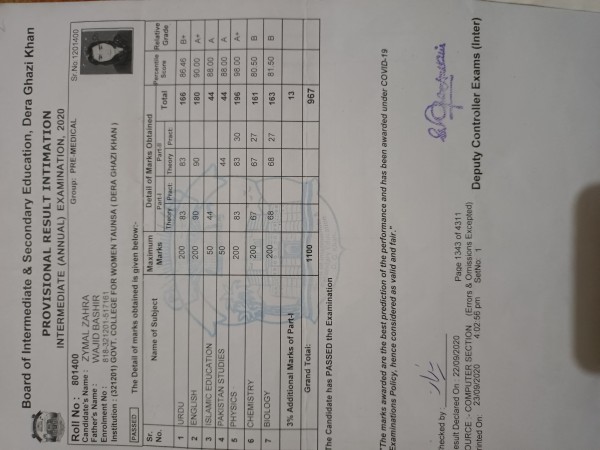 Board of Intermediate & Secondary Education, Dera Ghazi Khan
PROVISIONAL RESULT INTIMATION
INTERMEDIATE (ANNUAL) EXAMINATION, 2020
Sr.No:1201400
Roll No : 801400 Group: PRE-MEDICAL
Candidate's Name : ZYMAL ZAHRA
Father's Name : WAJID BASHIR
Enrolment No : 818-321201-517161
Institution : (321201) GOVT. COLLEGE FOR WOMEN TAUNSA ( DERA GHAZI KHAN )
PASSED The Detail of marks obtained is given below:-
Sr. No. Name of Subject Maximum Marks Detail of Marks Obtained Total Percentile Score Relative Grade
Part-I Part-II
Theory Pract: Theory Pract:
1 URDU 200 83 83 166 86.46 B+
2 ENGLISH 200 90 90 180 90.00 A+
3 ISLAMIC EDUCATION 50 44 44 88.00 A
4 PAKISTAN STUDIES 50 44 44 88.00 A
5 PHYSICS 200 83 83 30 196 98.00 A+
6 CHEMISTRY 200 67 67 27 161 80.50 B
7 BIOLOGY 200 68 68 27 163 81.50 B
3% Additional Marks of Part-I 13
Grand Total: 1100 967
The Candidate has PASSED the Examination
"The marks awarded are the best prediction of the performance and has been awarded under COVID-19
Examinations Policy, hence considered as valid and fair."
hecked by
esult Declared On 22/09/2020 Page 1343 of 4311
OURCE :- COMPUTER SECTION (Errors & Omissions Excepted)
rinted On 23/09/2020 4:02:56 pm SetNo 1
Deputy Controller Exams (Inter)